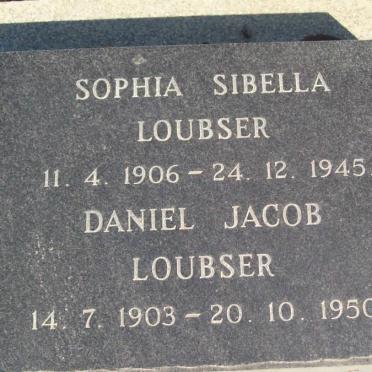 SOPHIA SIBELLA
LOUBSER
11. 4. 1906 – 24. 12. 1945.
DANIEL JACOB
LOUBSER
14. 7. 1903 – 20. 10. 1950